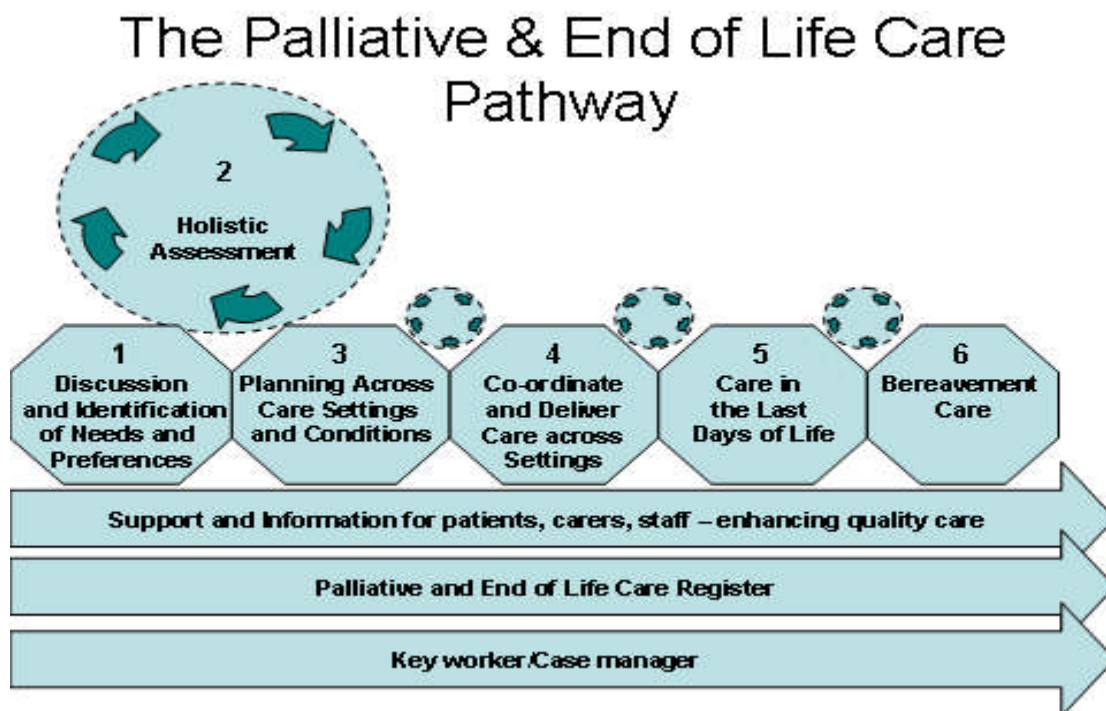 The Palliative & End of Life Care
Pathway
2
Holistic
Assessment
1
Discussion
and Identification
of Needs and
Preferences
3
Planning Across
Care Settings
and Conditions
4
Co-ordinate
and Deliver
Care across
Settings
5
Care in
the Last
Days of Life
6
Bereavement
Care
Support and Information for patients, carers, staff – enhancing quality care
Palliative and End of Life Care Register
Key worker/Case manager